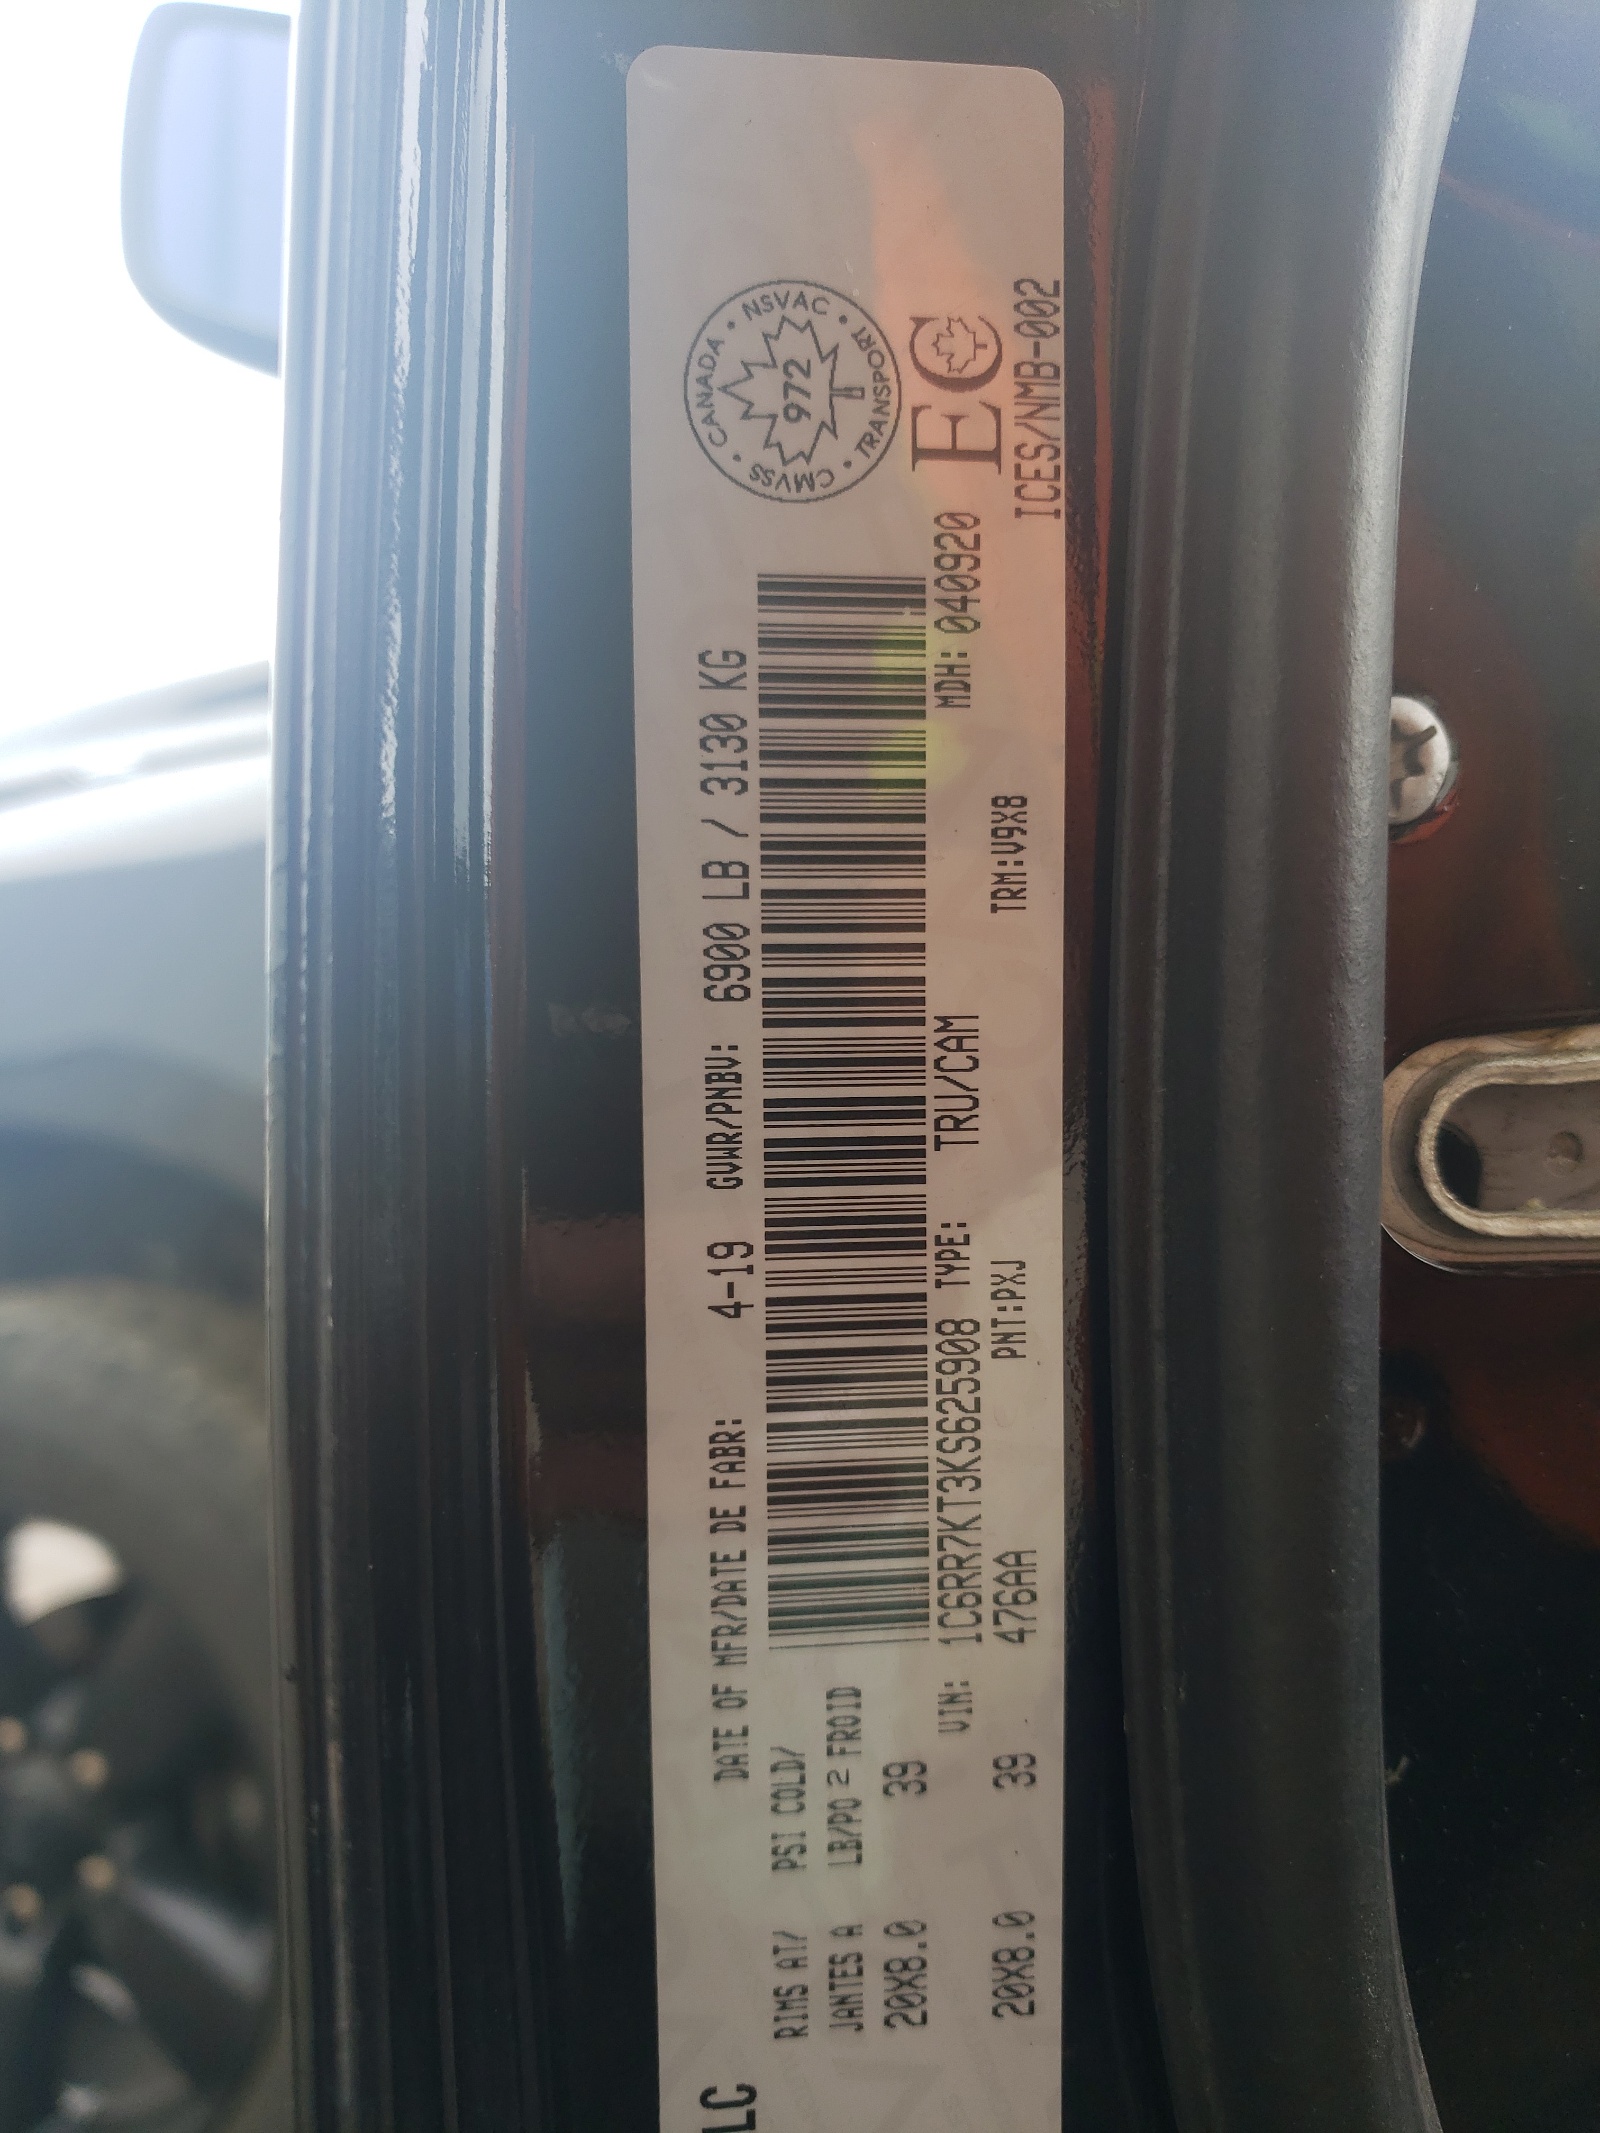 LC
DATE OF MFR/DATE DE FABR: 4-19 GVWR/PNBV: 6900 LB / 3130 KG
RIMS AT/ PSI COLD/
JANTES A LB/PO 2 FROID
20X8.0 39
VIN: 1C6RR7KT3KS625908 TYPE: TRU/CAM MDH: 040920
20X8.0 39 476AA PNT:PXJ TRM:V9X8
CANADA • NSVAC • TRANSPORT • CMVSS •
972
EC
ICES/NMB-002